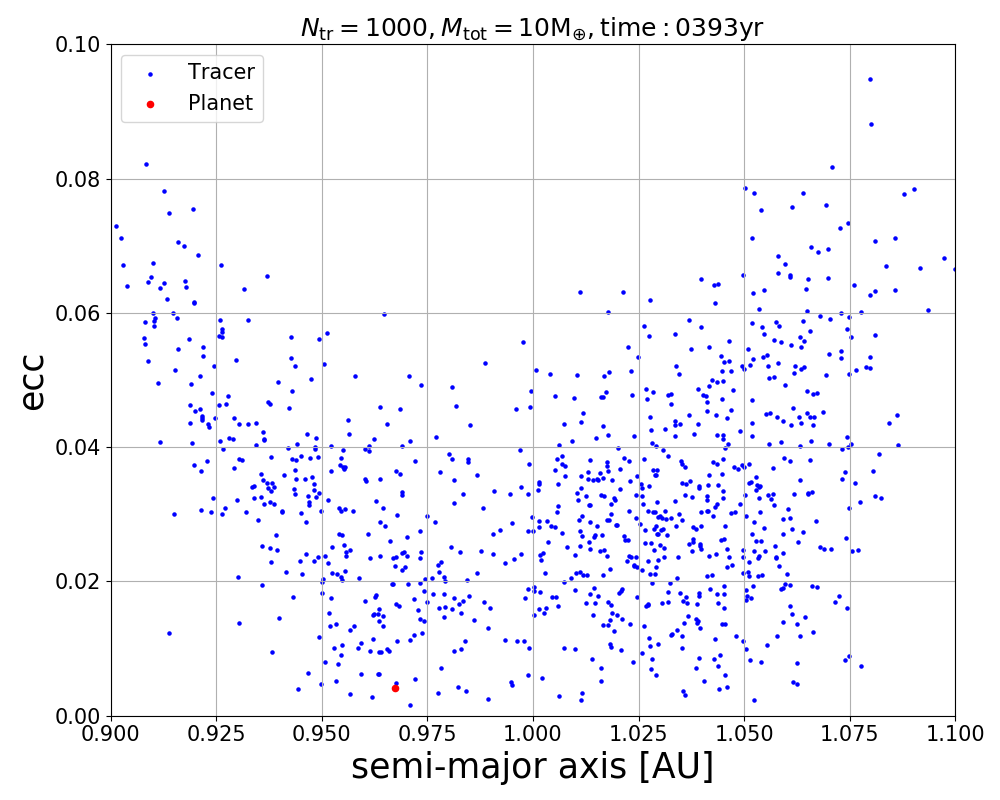 N_tr = 1000, M_tot = 10M_⊕, time : 0393yr
Tracer
Planet
0.10
0.08
0.06
0.04
0.02
0.00
ecc
0.900 0.925 0.950 0.975 1.000 1.025 1.050 1.075 1.100
semi-major axis [AU]